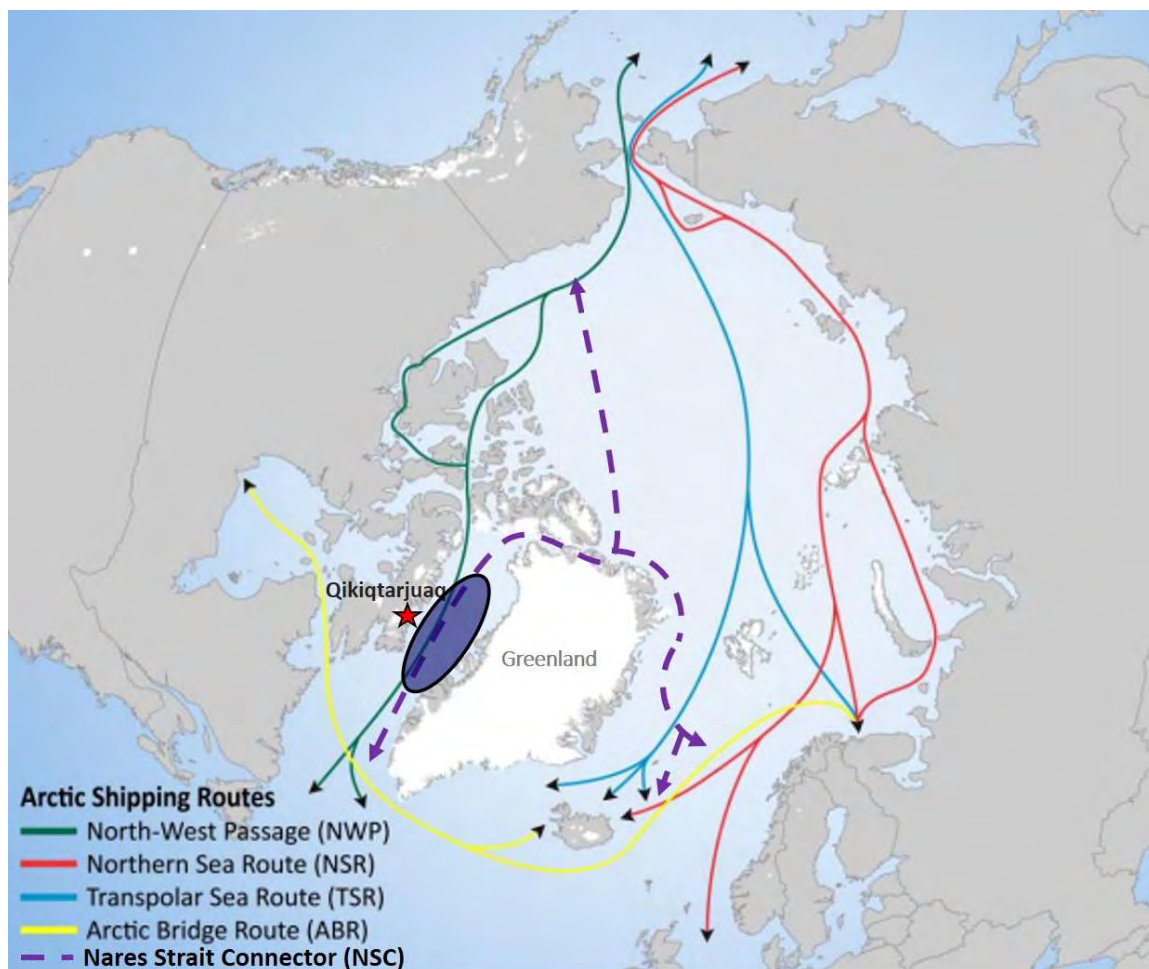 Qikiqtarjuaq
Greenland
Arctic Shipping Routes
North-West Passage (NWP)
Northern Sea Route (NSR)
Transpolar Sea Route (TSR)
Arctic Bridge Route (ABR)
Nares Strait Connector (NSC)